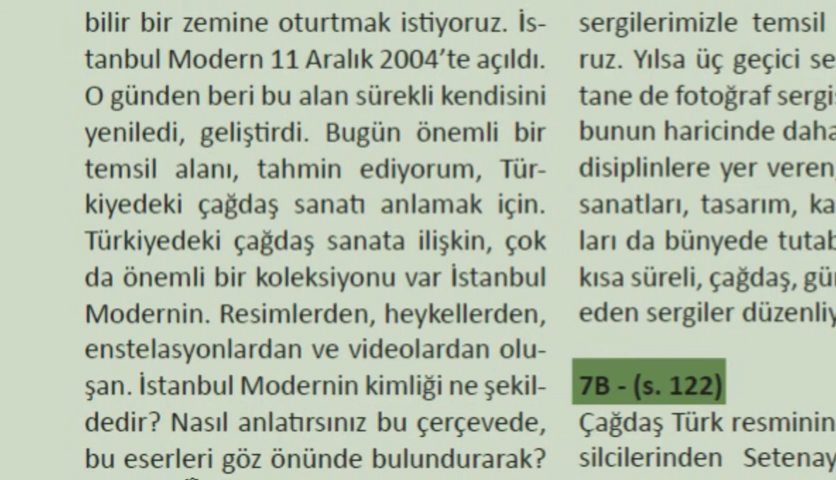 bilir bir zemine oturtmak istiyoruz. İs-
tanbul Modern 11 Aralık 2004'te açıldı.
O günden beri bu alan sürekli kendisini
yeniledi, geliştirdi. Bugün önemli bir
temsil alanı, tahmin ediyorum, Tür-
kiyedeki çağdaş sanatı anlamak için.
Türkiyedeki çağdaş sanata ilişkin, çok
da önemli bir koleksiyonu var İstanbul
Modernin. Resimlerden, heykellerden,
enstelasyonlardan ve videolardan olu-
şan. İstanbul Modernin kimliği ne şekil-
dedir? Nasıl anlatırsınız bu çerçevede,
bu eserleri göz önünde bulundurarak?
sergilerimizle temsil
ruz. Yılsa üç geçici se
tane de fotoğraf sergi
bunun haricinde daha
disiplinlere yer veren
sanatları, tasarım, ka
ları da bünyede tutab
kısa süreli, çağdaş, gü
eden sergiler düzenliy
7B - (s. 122)
Çağdaş Türk resminin
silcilerinden Setenay